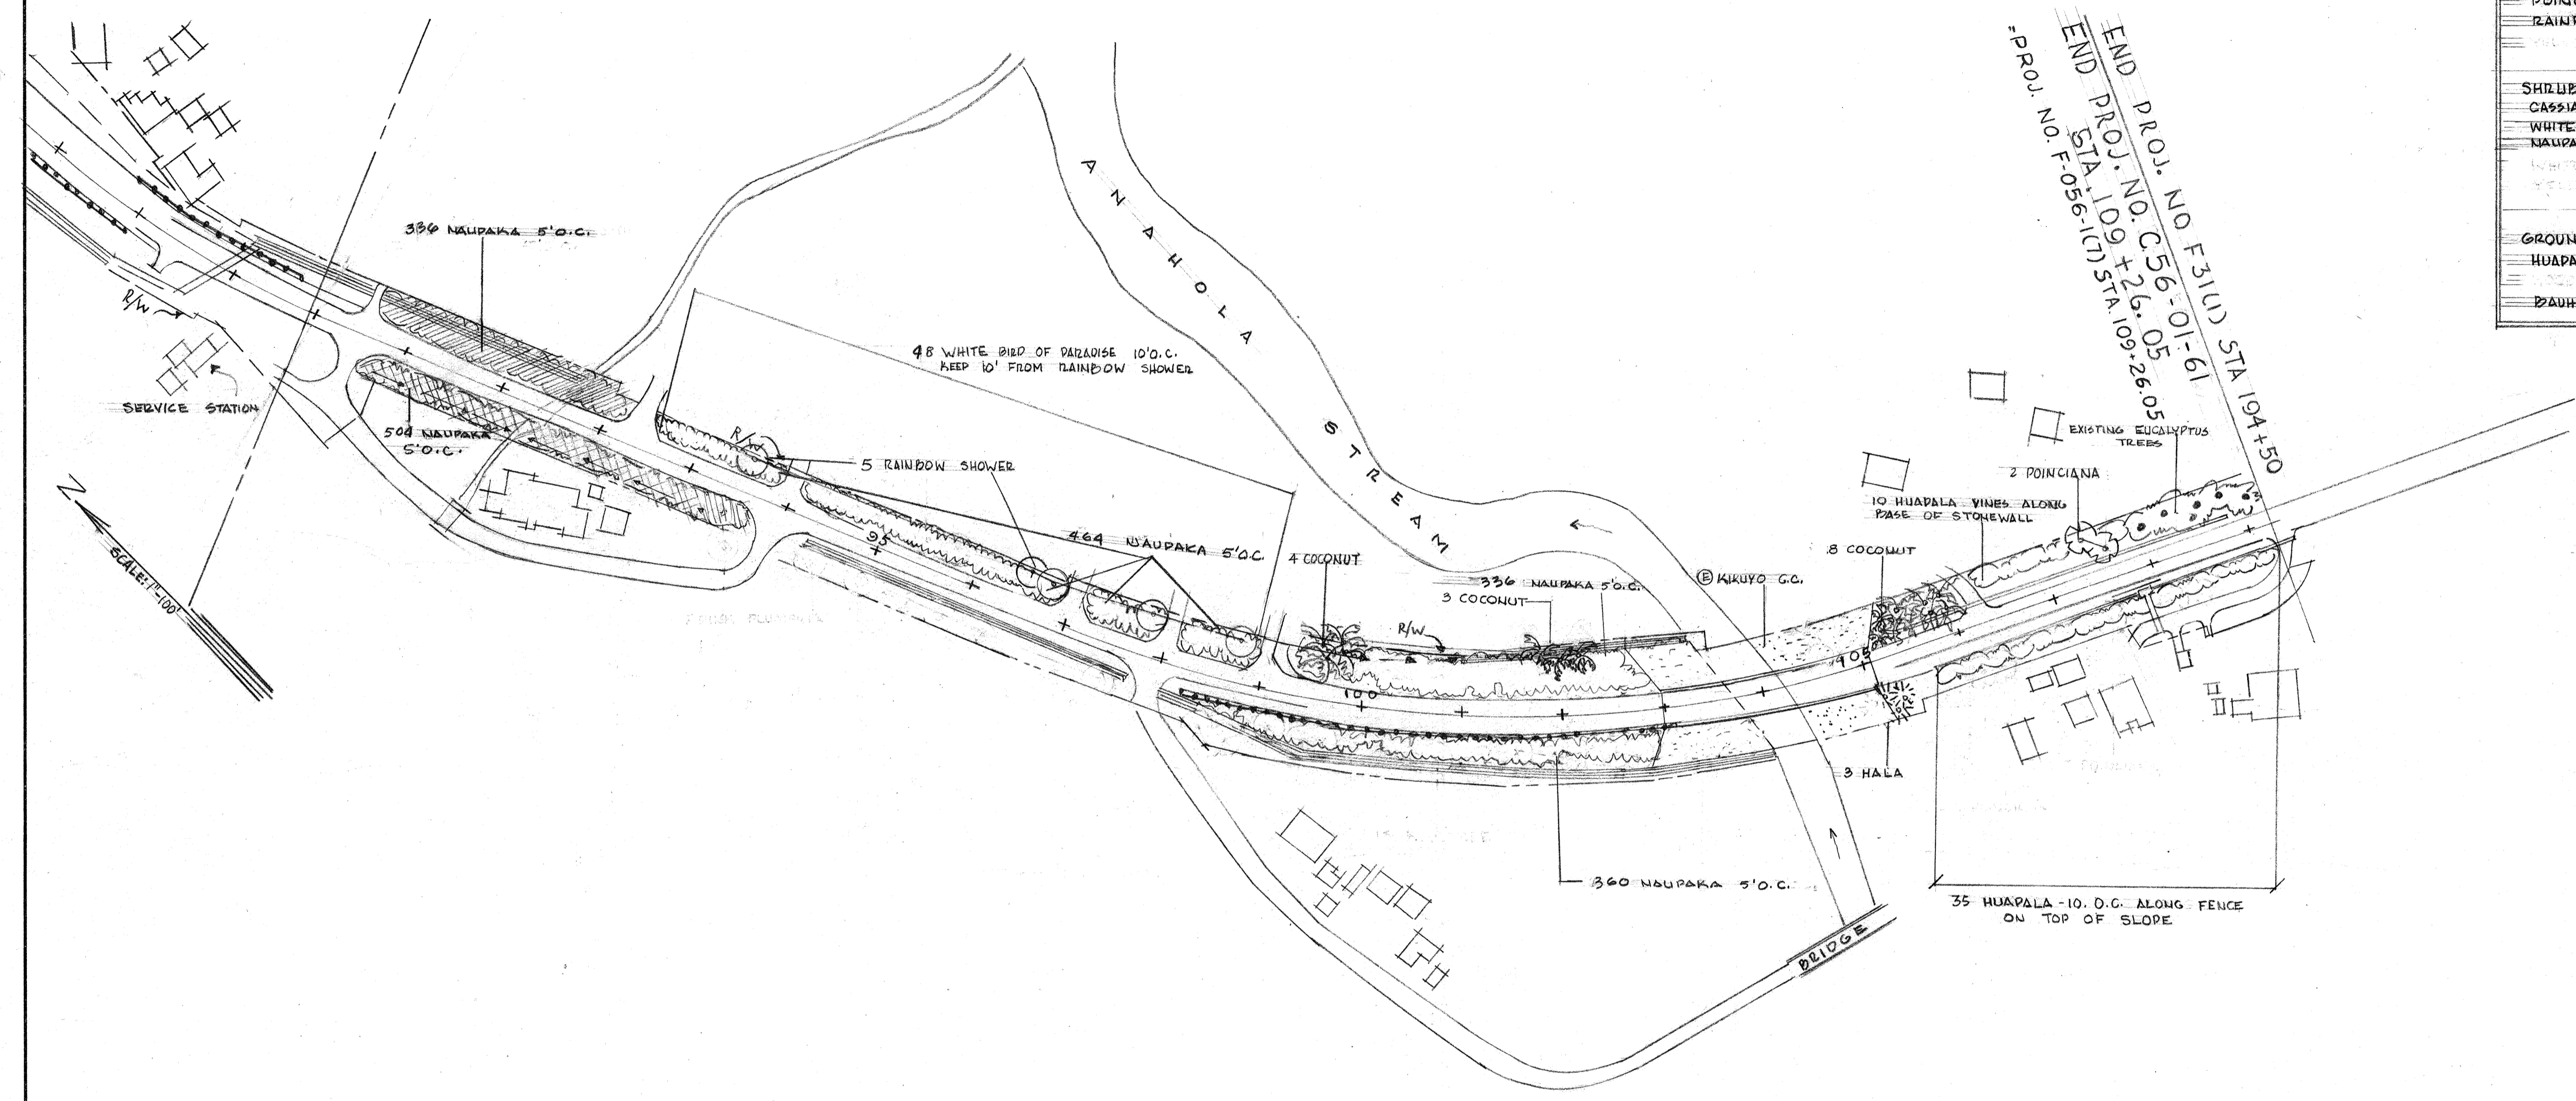 336 NAUPAKA 5'O.C.
R/W
SERVICE STATION
504 NAUPAKA
5'O.C.
N
SCALE: 1"=100'
48 WHITE BIRD OF PARADISE 10'O.C.
KEEP 10' FROM RAINBOW SHOWER
R/W
5 RAINBOW SHOWER
95
464 NAUPAKA 5'O.C.
ANAHOLA STREAM
4 COCONUT
336 NAUPAKA 5'O.C.
3 COCONUT
R/W
100
360 NAUPAKA 5'O.C.
Ⓔ KIKUYO G.C.
8 COCONUT
105
3 HALA
BRIDGE
10 HUAPALA VINES ALONG
BASE OF STONEWALL
2 POINCIANA
EXISTING EUCALYPTUS
TREES
END PROJ. NO F31(1) STA 194+50
END PROJ. NO. C56-01-61
STA. 109+26.05
=PROJ. NO. F-056-1(7) STA. 109+26.05
35 HUAPALA -10. O.C. ALONG FENCE
ON TOP OF SLOPE
RAIN
SHRUB
CASSIA
WHITE
NAUPA
GROUN
HUAPA
BAUH